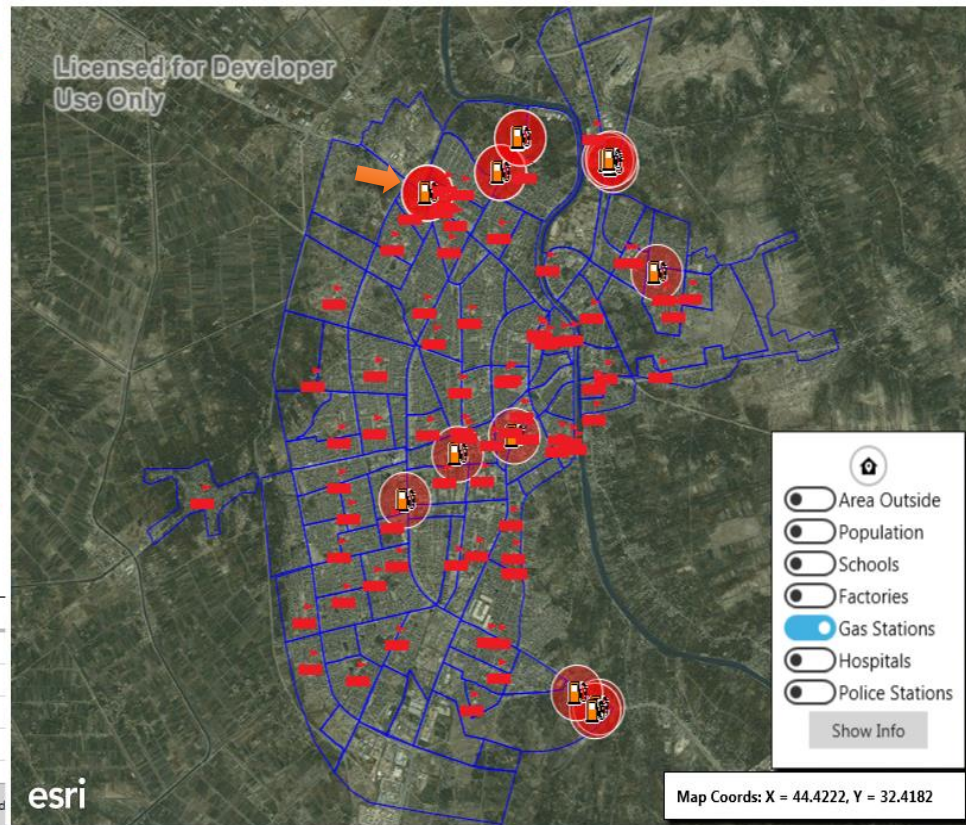 Licensed for Developer
Use Only
Area Outside
Population
Schools
Factories
Gas Stations
Hospitals
Police Stations
Show Info
Map Coords: X = 44.4222, Y = 32.4182
esri